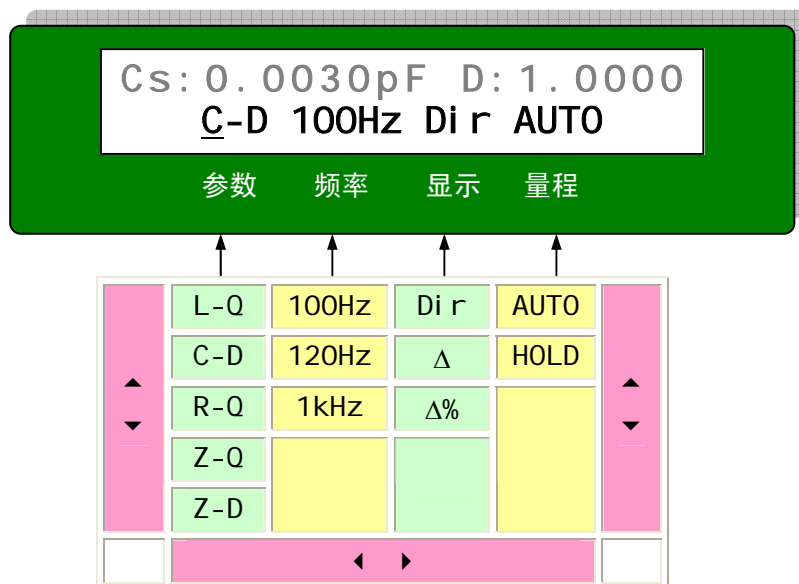 Cs:0.0030pF D:1.0000
C-D 100Hz Dir AUTO
参数 频率 显示 量程
L-Q 100Hz Dir AUTO
C-D 120Hz Δ HOLD
R-Q 1kHz Δ%
Z-Q
Z-D